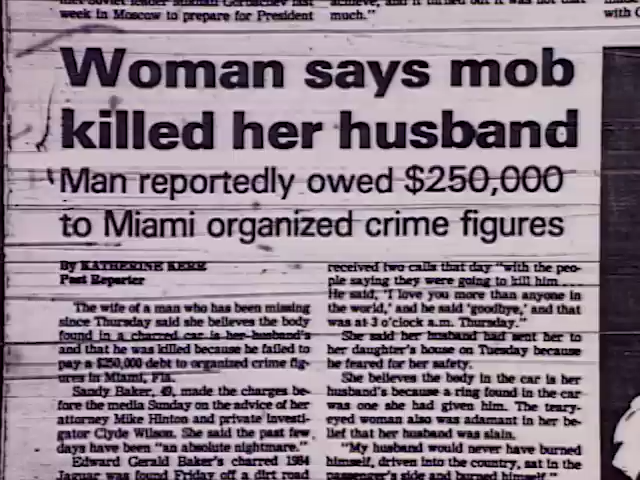 week in Moscow to prepare for President
much."
with C
Woman says mob
killed her husband
Man reportedly owed $250,000
to Miami organized crime figures
By KATHERINE KERR
Post Reporter
The wife of a man who has been missing
since Thursday said she believes the body
found in a charred car is her husband's
and that he was killed because he failed to
pay a $250,000 debt to organized crime fig-
ures in Miami, Fla.
Sandy Baker, 49, made the charges be-
fore the media Sunday on the advice of her
attorney Mike Hinton and private investi-
gator Clyde Wilson. She said the past few
days have been "an absolute nightmare."
Edward Gerald Baker's charred 1984
Jaguar was found Friday off a dirt road
received two calls that day "with the peo-
ple saying they were going to kill him ....
He said, 'I love you more than anyone in
the world,' and he said 'goodbye,' and that
was at 3 o'clock a.m. Thursday."
She said her husband had sent her to
her daughter's house on Tuesday because
he feared for her safety.
She believes the body in the car is her
husband's because a ring found in the car
was one she had given him. The teary-
eyed woman also was adamant in her be-
lief that her husband was slain.
"My husband would never have burned
himself, driven into the country, sat in the
passenger's side and burned himself."